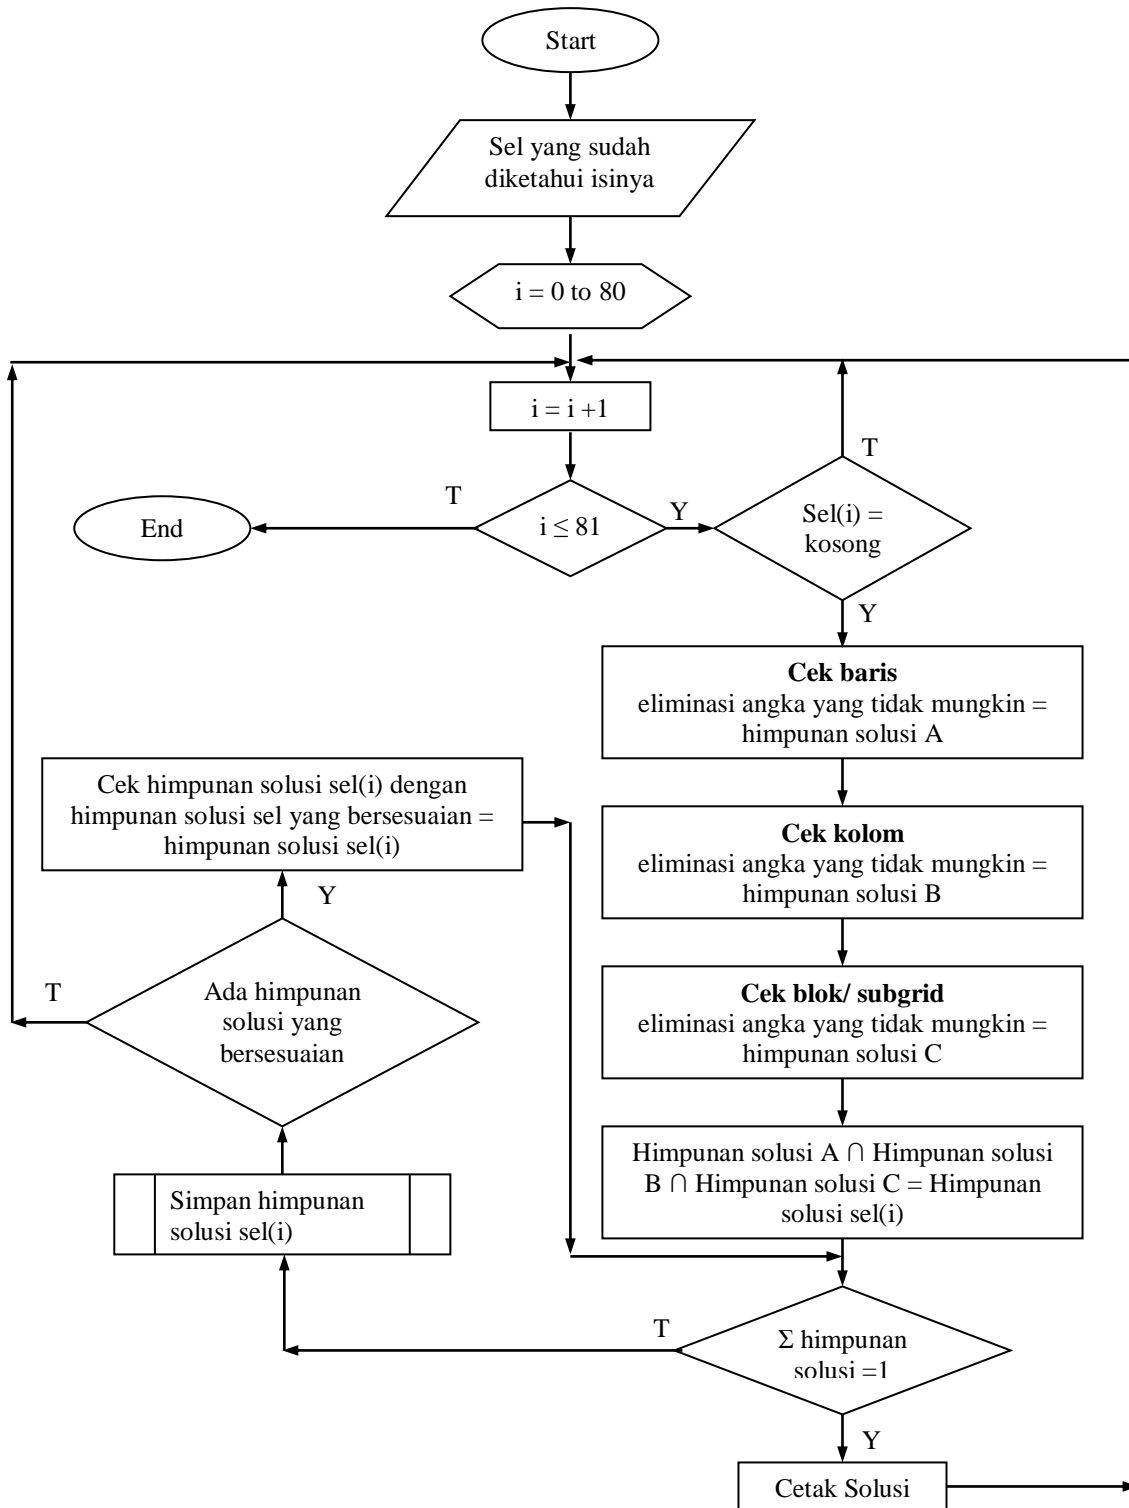 Start
Sel yang sudah
diketahui isinya
i = 0 to 80
i = i +1
T
i ≤ 81
Y
End
T
Sel(i) =
kosong
Y
Cek baris
eliminasi angka yang tidak mungkin =
himpunan solusi A
Cek himpunan solusi sel(i) dengan
himpunan solusi sel yang bersesuaian =
himpunan solusi sel(i)
Cek kolom
eliminasi angka yang tidak mungkin =
himpunan solusi B
Y
T
Ada himpunan
solusi yang
bersesuaian
Cek blok/ subgrid
eliminasi angka yang tidak mungkin =
himpunan solusi C
Himpunan solusi A ∩ Himpunan solusi
B ∩ Himpunan solusi C = Himpunan
solusi sel(i)
Simpan himpunan
solusi sel(i)
T
Σ himpunan
solusi =1
Y
Cetak Solusi